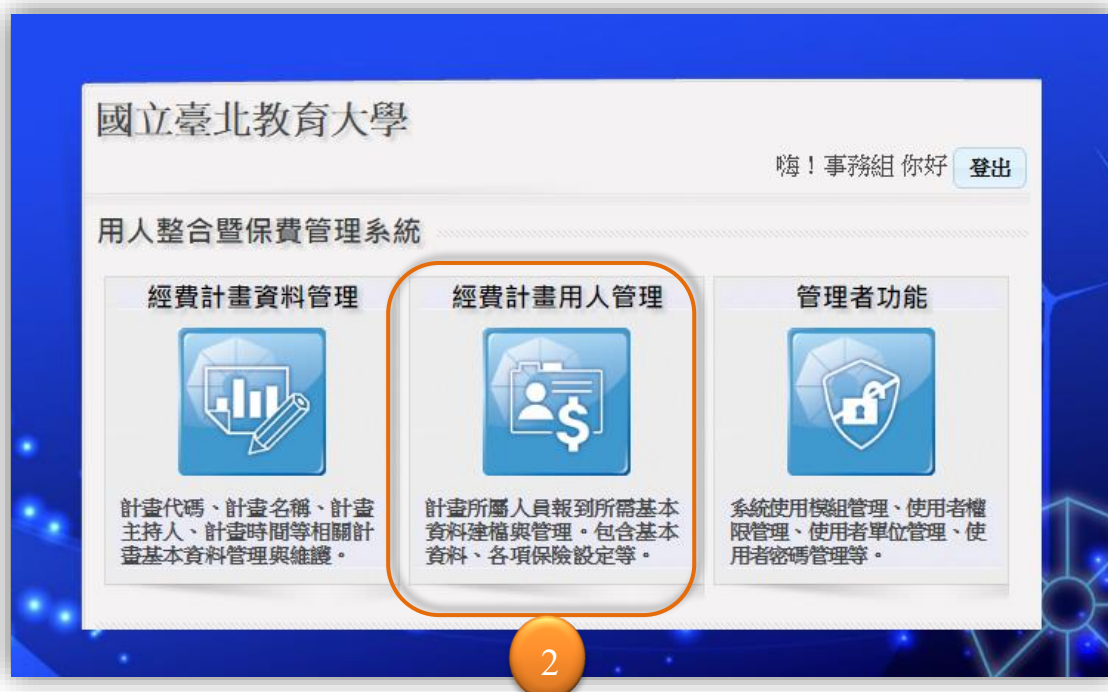 國立臺北教育大學
嗨！事務組 你好 登出
用人整合暨保費管理系統
經費計畫資料管理
計畫代碼、計畫名稱、計畫
主持人、計畫時間等相關計
畫基本資料管理與維護。
經費計畫用人管理
計畫所屬人員報到所需基本
資料建檔與管理。包含基本
資料、各項保險設定等。
管理者功能
系統使用模組管理、使用者權
限管理、使用者單位管理、使
用者密碼管理等。
2